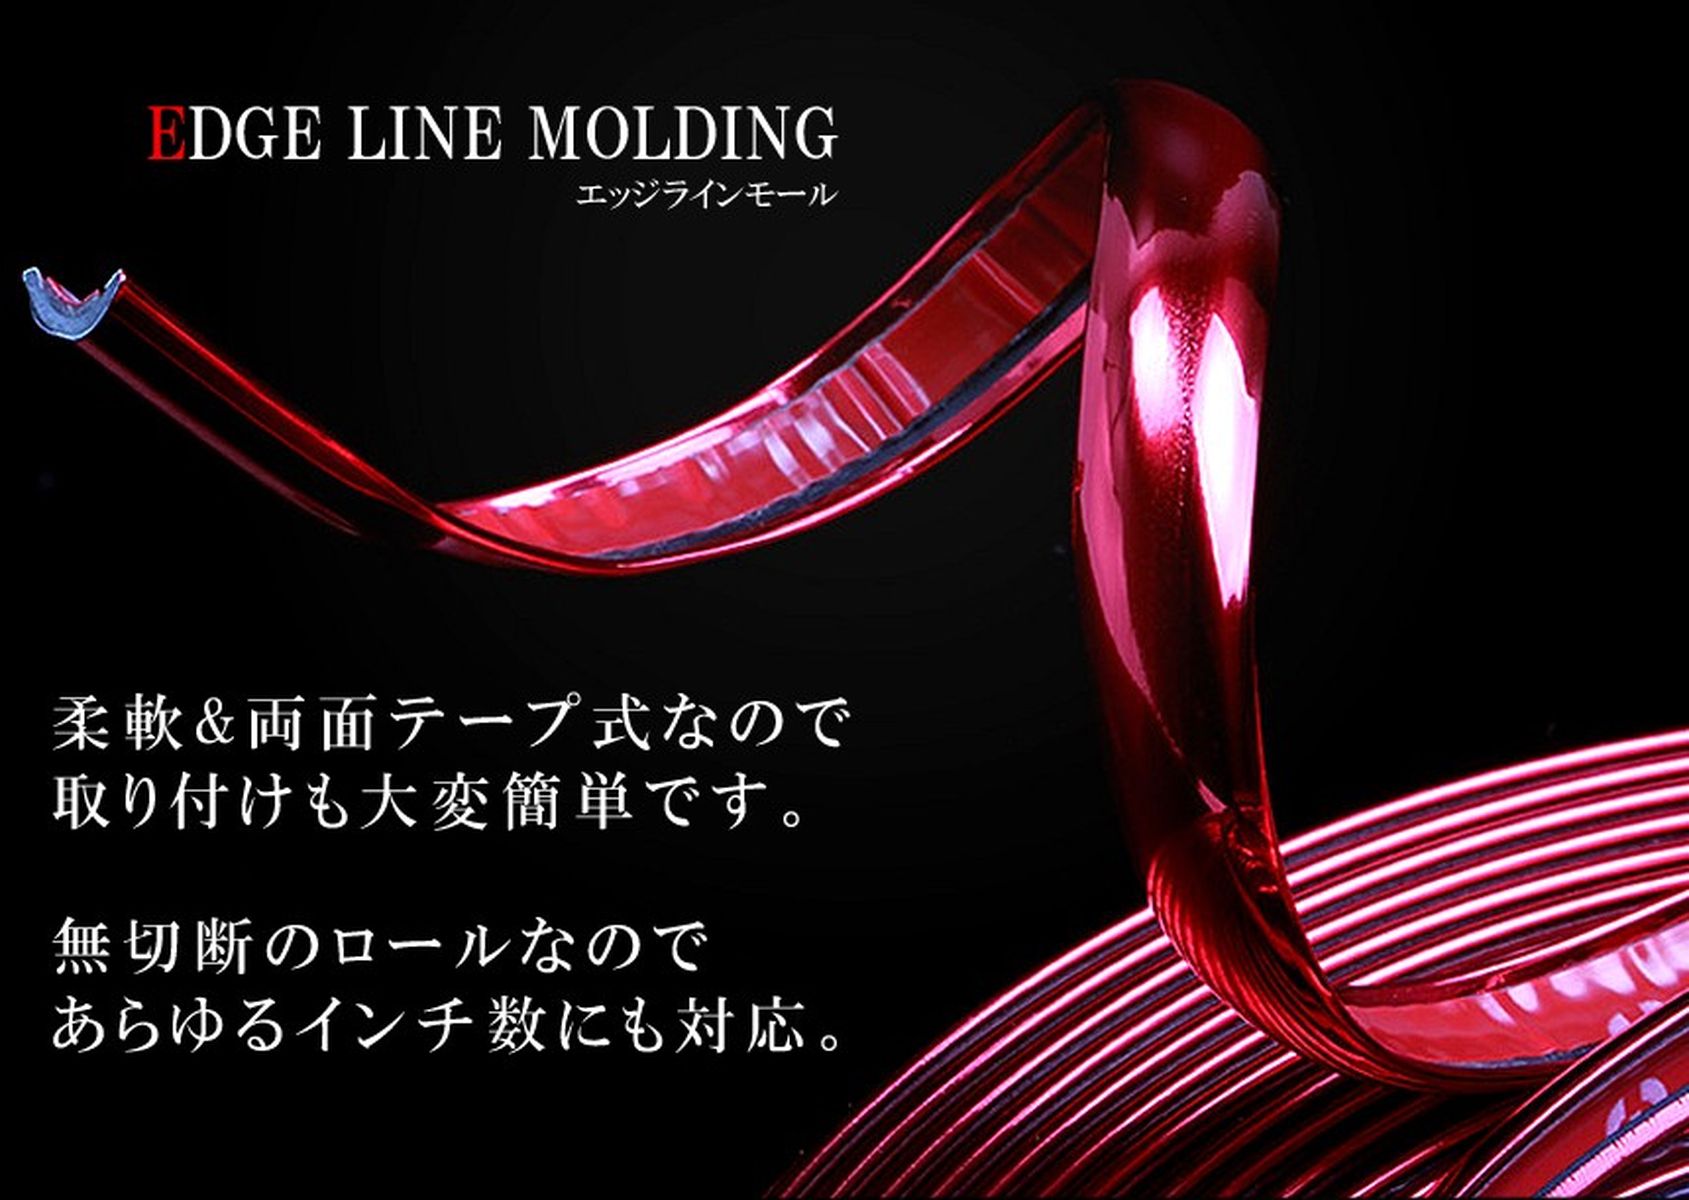 EDGE LINE MOLDING
エッジラインモール
柔軟&両面テープ式なので
取り付けも大変簡単です。
無切断のロールなので
あらゆるインチ数にも対応。